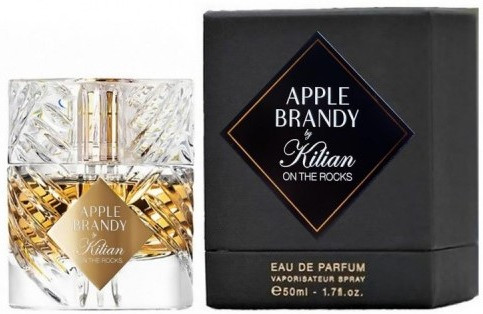 APPLE
BRANDY
by
Kilian
ON THE ROCKS
APPLE
BRANDY
by
Kilian
ON THE ROCKS
EAU DE PARFUM
VAPORISATEUR SPRAY
℮50ml - 1.7fl.oz.